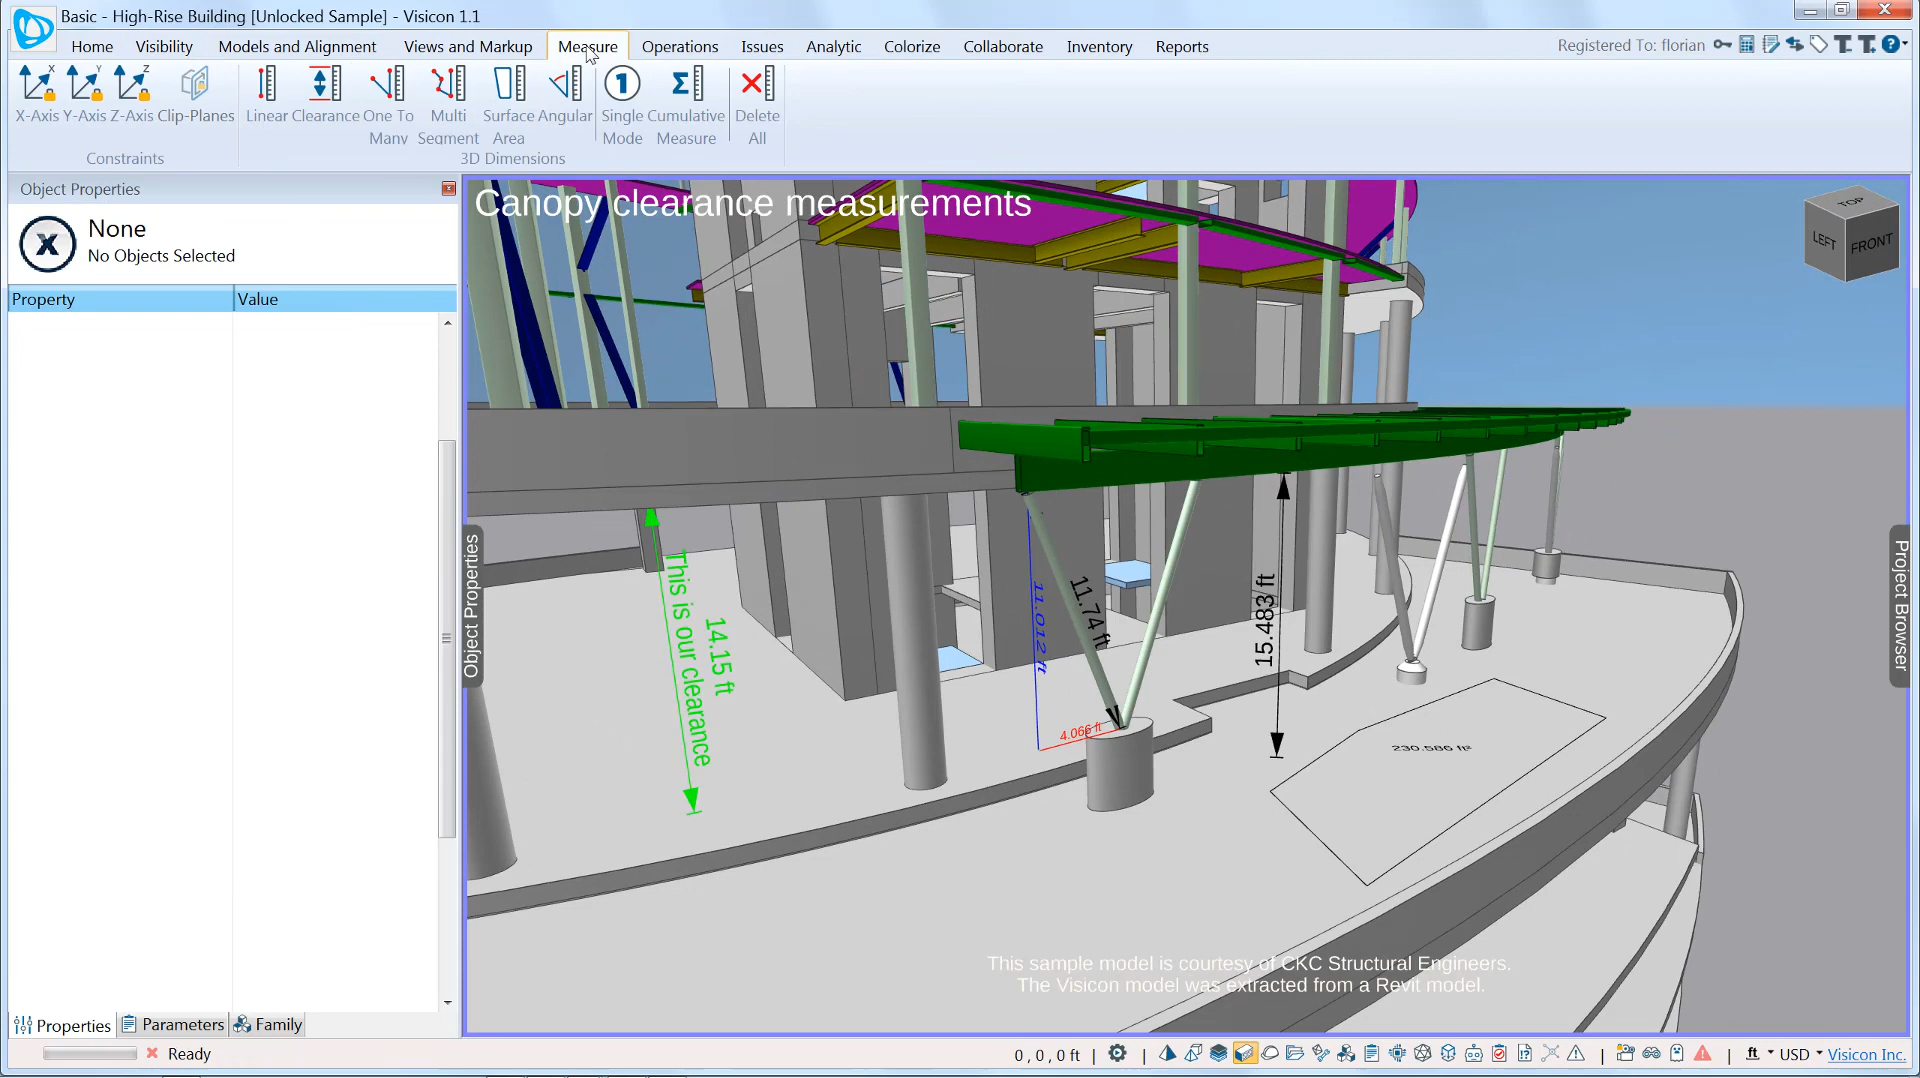 Basic - High-Rise Building [Unlocked Sample] - Visicon 1.1
Home Visibility Models and Alignment Views and Markup Measure Operations Issues Analytic Colorize Collaborate Inventory Reports Registered To: florian
X Y Z 1 Σ
X-Axis Y-Axis Z-Axis Clip-Planes Linear Clearance One To Many Multi Segment Surface Area Angular Single Mode Cumulative Measure Delete All
Constraints 3D Dimensions
Object Properties
None
No Objects Selected
Property Value
Canopy clearance measurements
TOP
LEFT FRONT
Object Properties
Project Browser
14.15 ft
This is our clearance
11.012 ft
11.74 ft
4.066 ft
15.483 ft
230.586 ft²
This sample model is courtesy of CKC Structural Engineers.
The Visicon model was extracted from a Revit model.
Properties Parameters Family
Ready 0 , 0 , 0 ft ft USD Visicon Inc.